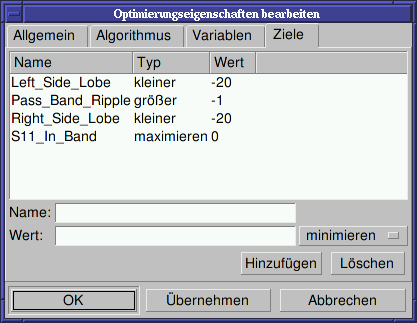 Optimierungseigenschaften bearbeiten
Allgemein Algorithmus Variablen Ziele
Name Typ Wert
Left_Side_Lobe kleiner -20
Pass_Band_Ripple größer -1
Right_Side_Lobe kleiner -20
S11_In_Band maximieren 0
Name:
Wert: minimieren
Hinzufügen Löschen
OK Übernehmen Abbrechen